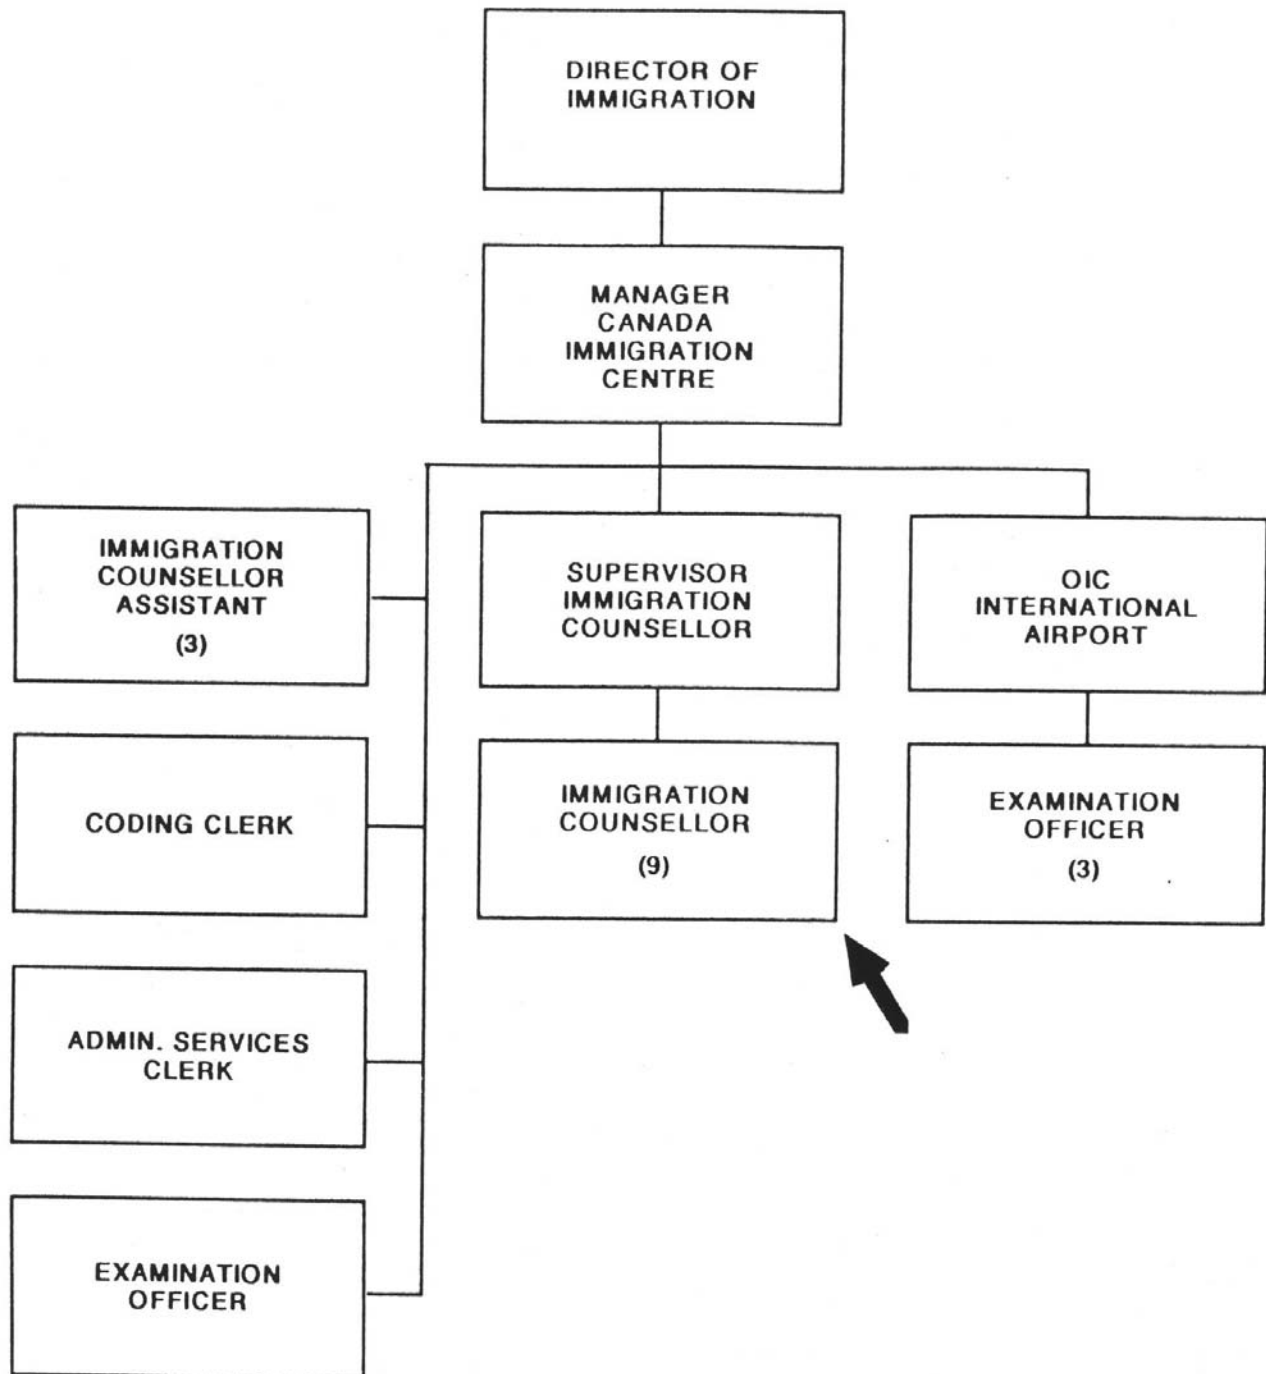 DIRECTOR OF
IMMIGRATION
MANAGER
CANADA
IMMIGRATION
CENTRE
IMMIGRATION
COUNSELLOR
ASSISTANT
(3)
SUPERVISOR
IMMIGRATION
COUNSELLOR
OIC
INTERNATIONAL
AIRPORT
CODING CLERK
IMMIGRATION
COUNSELLOR
(9)
EXAMINATION
OFFICER
(3)
ADMIN. SERVICES
CLERK
EXAMINATION
OFFICER